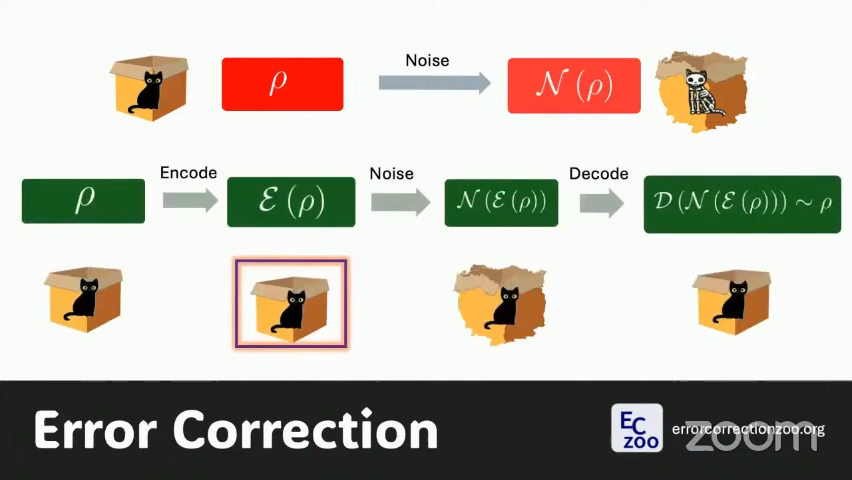 Noise
ρ
𝒩 (ρ)
Encode
Noise
Decode
ρ
ℰ (ρ)
𝒩 (ℰ (ρ))
𝒟 (𝒩 (ℰ (ρ))) ~ ρ
Error Correction
EC zoo
errorcorrectionzoo.org
zoom